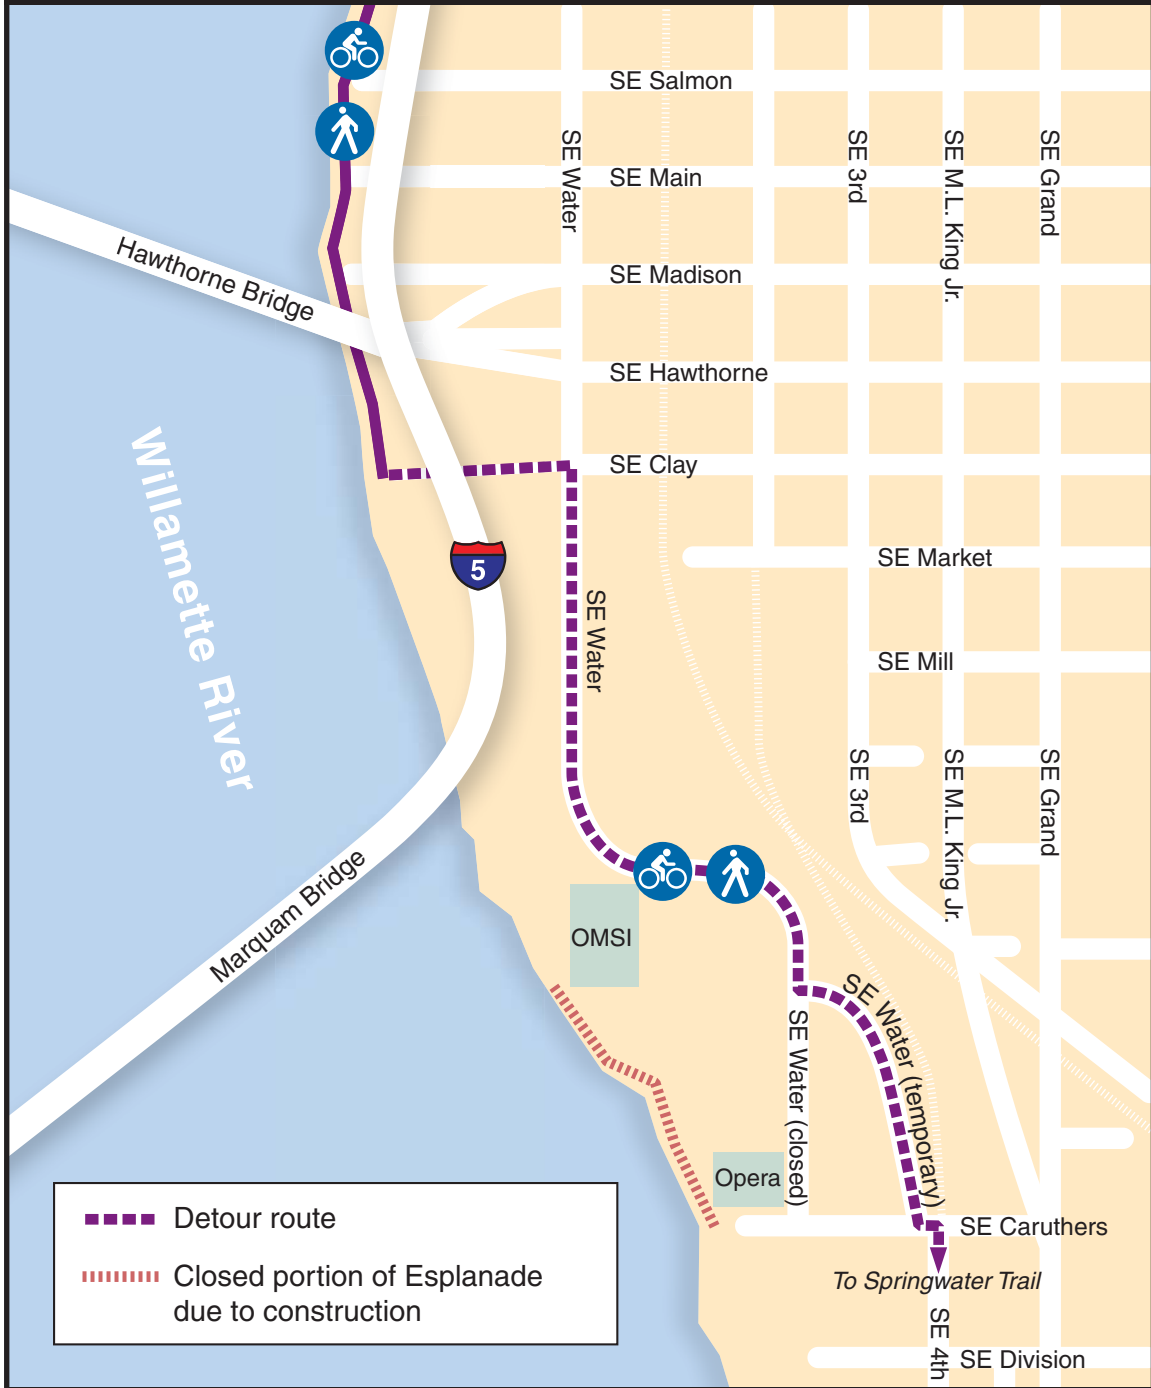 SE Salmon
SE Water
SE Main
SE 3rd
SE M.L. King Jr.
SE Grand
Hawthorne Bridge
SE Madison
SE Hawthorne
Willamette River
SE Clay
5
SE Market
SE Water
SE Mill
SE 3rd
SE M.L. King Jr.
SE Grand
Marquam Bridge
OMSI
SE Water (temporary)
SE Water (closed)
Opera
SE Caruthers
To Springwater Trail
SE 4th
SE Division
Detour route
Closed portion of Esplanade
due to construction